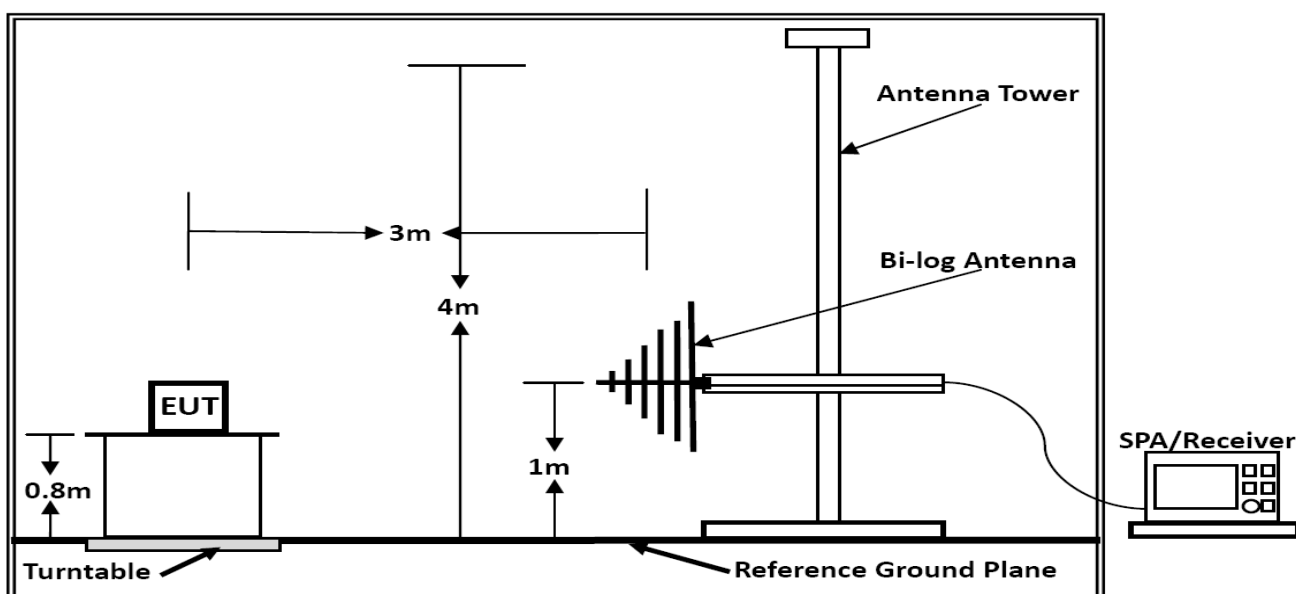 Antenna Tower
3m
Bi-log Antenna
4m
EUT
SPA/Receiver
1m
0.8m
Turntable
Reference Ground Plane